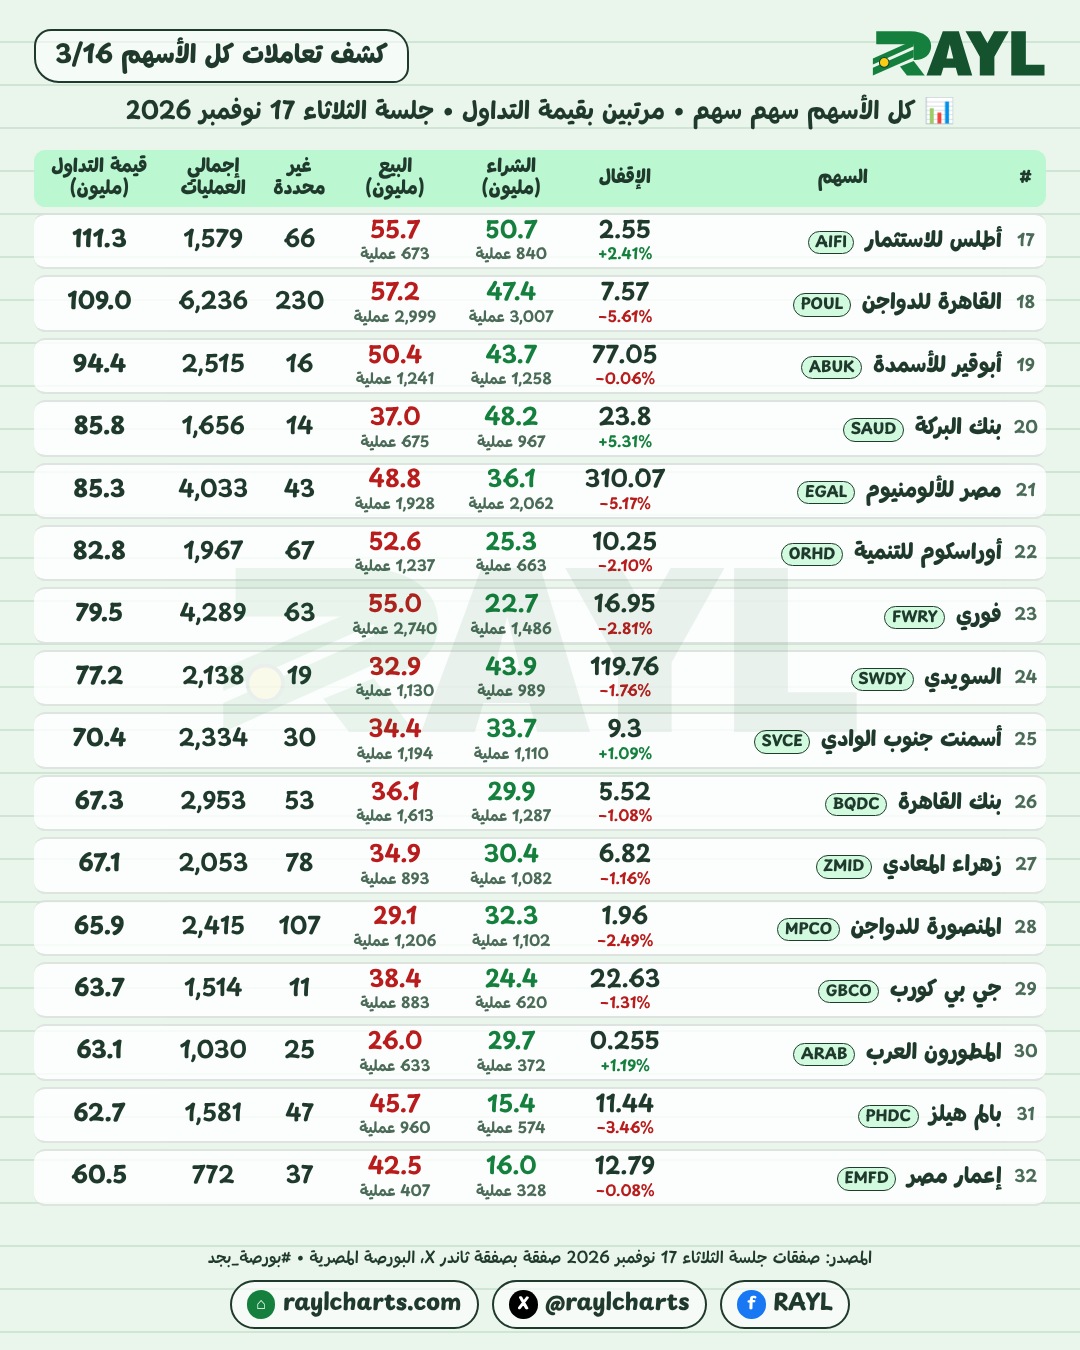 RAYL
كشف تعاملات كل الأسهم 3/16
📊 كل الأسهم سهم سهم • مرتبين بقيمة التداول • جلسة الثلاثاء 17 نوفمبر 2026
# السهم الإقفال الشراء (مليون) البيع (مليون) غير محددة إجمالي العمليات قيمة التداول (مليون)
17 أطلس للاستثمار AIFI 2.55 50.7 55.7 66 1,579 111.3
+2.41% 840 عملية 673 عملية
18 القاهرة للدواجن POUL 7.57 47.4 57.2 230 6,236 109.0
-5.61% 3,007 عملية 2,999 عملية
19 أبوقير للأسمدة ABUK 77.05 43.7 50.4 16 2,515 94.4
-0.06% 1,258 عملية 1,241 عملية
20 بنك البركة SAUD 23.8 48.2 37.0 14 1,656 85.8
+5.31% 967 عملية 675 عملية
21 مصر للألومنيوم EGAL 310.07 36.1 48.8 43 4,033 85.3
-5.17% 2,062 عملية 1,928 عملية
22 أوراسكوم للتنمية ORHD 10.25 25.3 52.6 67 1,967 82.8
-2.10% 663 عملية 1,237 عملية
23 فوري FWRY 16.95 22.7 55.0 63 4,289 79.5
-2.81% 1,486 عملية 2,740 عملية
24 السويدي SWDY 119.76 43.9 32.9 19 2,138 77.2
-1.76% 989 عملية 1,130 عملية
25 أسمنت جنوب الوادي SVCE 9.3 33.7 34.4 30 2,334 70.4
+1.09% 1,110 عملية 1,194 عملية
26 بنك القاهرة BQDC 5.52 29.9 36.1 53 2,953 67.3
-1.08% 1,287 عملية 1,613 عملية
27 زهراء المعادي ZMID 6.82 30.4 34.9 78 2,053 67.1
-1.16% 1,082 عملية 893 عملية
28 المنصورة للدواجن MPCO 1.96 32.3 29.1 107 2,415 65.9
-2.49% 1,102 عملية 1,206 عملية
29 جي بي كورب GBCO 22.63 24.4 38.4 11 1,514 63.7
-1.31% 620 عملية 883 عملية
30 المطورون العرب ARAB 0.255 29.7 26.0 25 1,030 63.1
+1.19% 372 عملية 633 عملية
31 بالم هيلز PHDC 11.44 15.4 45.7 47 1,581 62.7
-3.46% 574 عملية 960 عملية
32 إعمار مصر EMFD 12.79 16.0 42.5 37 772 60.5
-0.08% 328 عملية 407 عملية
RAYL
المصدر: صفقات جلسة الثلاثاء 17 نوفمبر 2026 صفقة بصفقة ثاندر X، البورصة المصرية • #بورصة_بجد
raylcharts.com X @raylcharts f RAYL